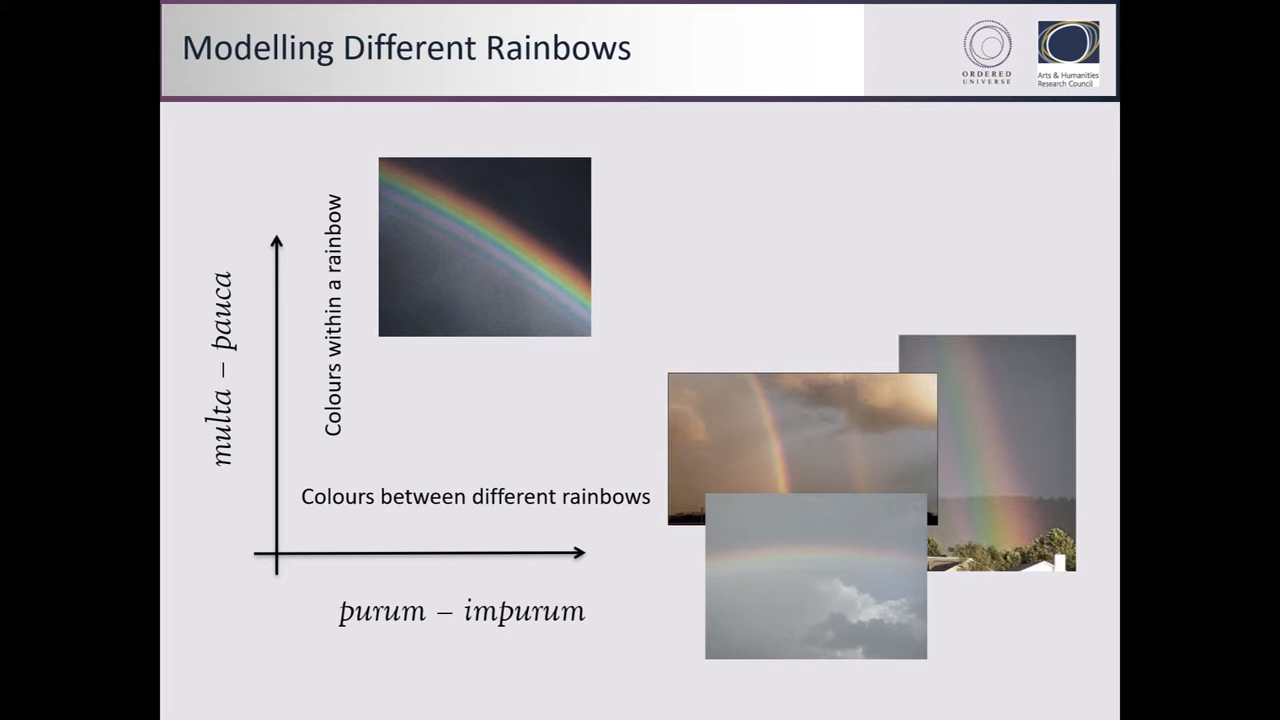 Modelling Different Rainbows
ORDERED
UNIVERSE
Arts & Humanities
Research Council
multa – pauca
Colours within a rainbow
Colours between different rainbows
purum – impurum